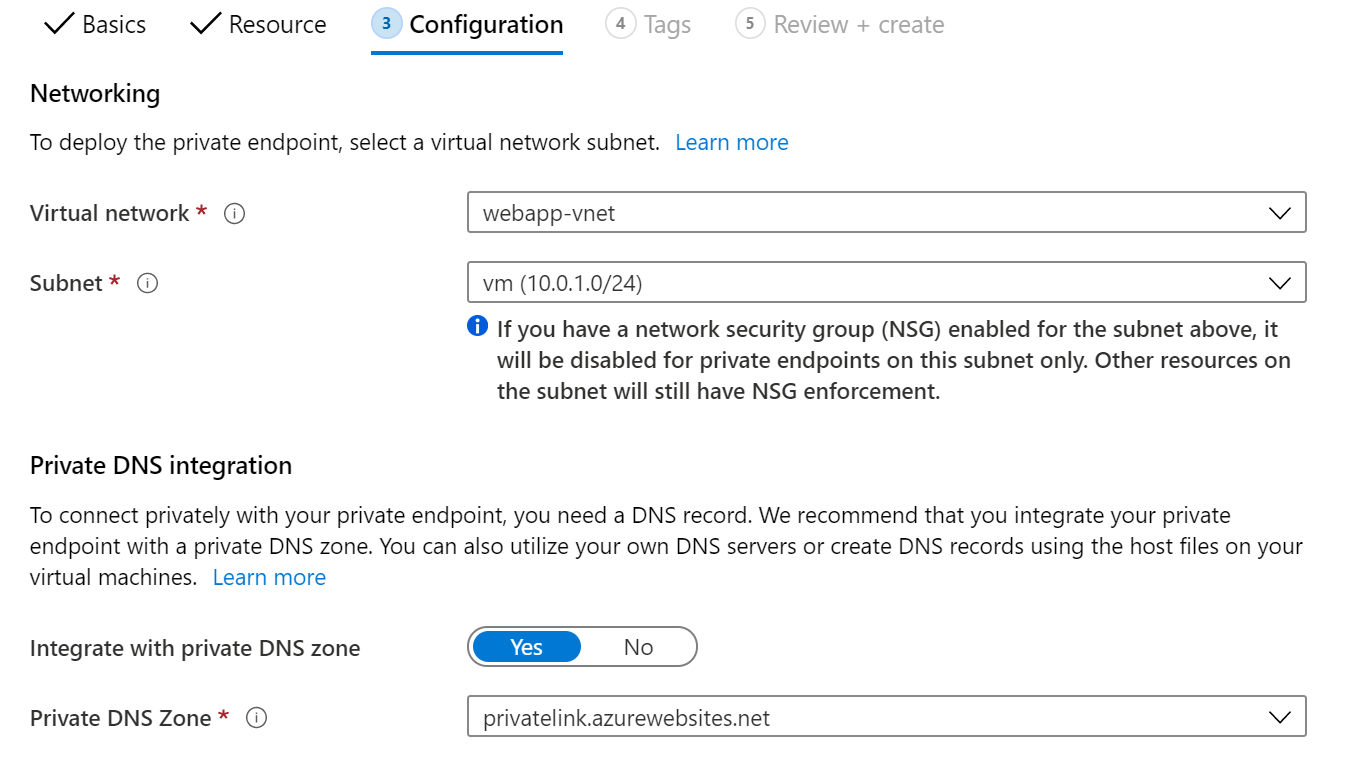 Basics Resource 3 Configuration 4 Tags 5 Review + create
Networking
To deploy the private endpoint, select a virtual network subnet. Learn more
Virtual network * i webapp-vnet
Subnet * i vm (10.0.1.0/24)
i If you have a network security group (NSG) enabled for the subnet above, it
will be disabled for private endpoints on this subnet only. Other resources on
the subnet will still have NSG enforcement.
Private DNS integration
To connect privately with your private endpoint, you need a DNS record. We recommend that you integrate your private
endpoint with a private DNS zone. You can also utilize your own DNS servers or create DNS records using the host files on your
virtual machines. Learn more
Integrate with private DNS zone Yes No
Private DNS Zone * i privatelink.azurewebsites.net